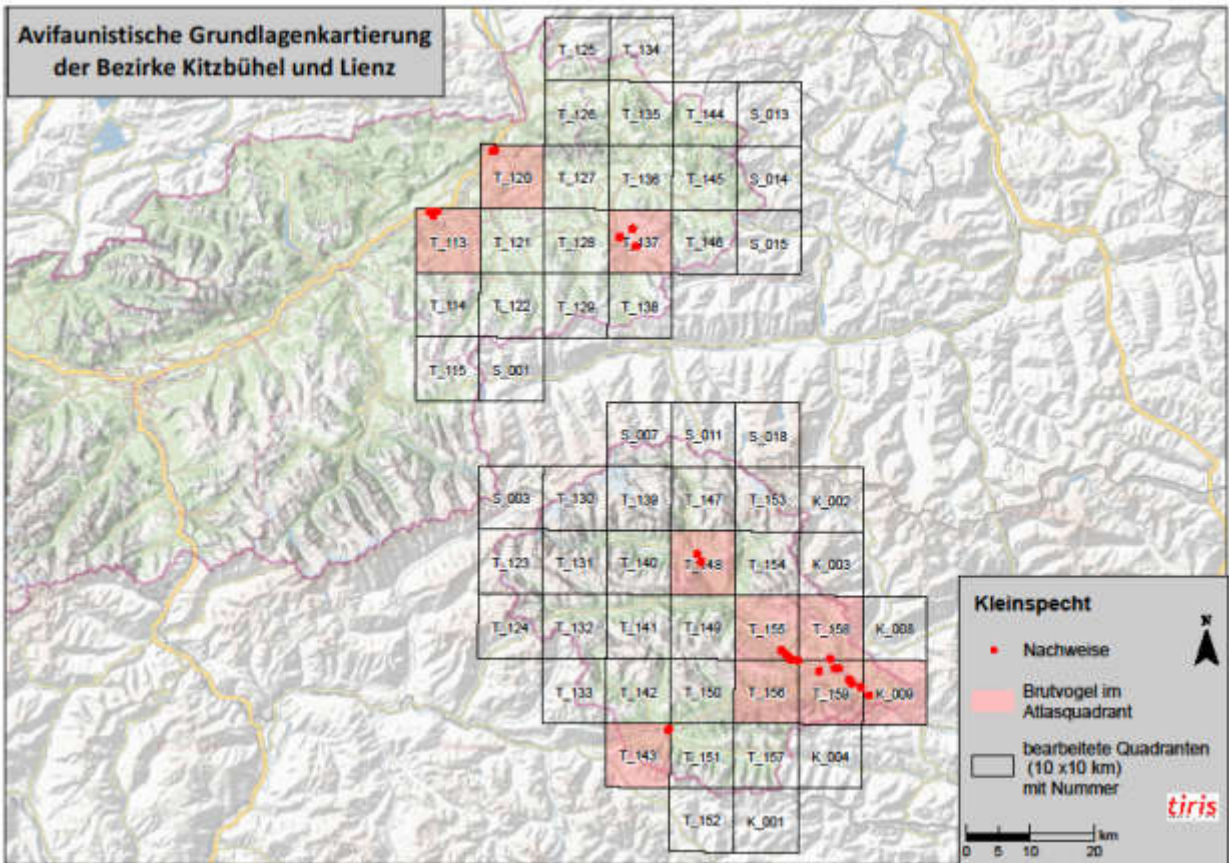 Avifaunistische Grundlagenkartierung
der Bezirke Kitzbühel und Lienz
T_125 T_134
T_126 T_135 T_144 S_013
T_120 T_127 T_136 T_145 S_014
T_113 T_121 T_128 T_137 T_146 S_015
T_114 T_122 T_129 T_138
T_115 S_001
S_007 S_011 S_018
S_003 T_130 T_139 T_147 T_153 K_002
T_123 T_131 T_140 T_148 T_154 K_003
T_124 T_132 T_141 T_149 T_155 T_158 K_008
T_133 T_142 T_150 T_156 T_159 K_009
T_143 T_151 T_157 K_004
T_152 K_001
Kleinspecht
N
Nachweise
Brutvogel im
Atlasquadrant
bearbeitete Quadranten
(10 x10 km)
mit Nummer
tiris
km
0 5 10 20